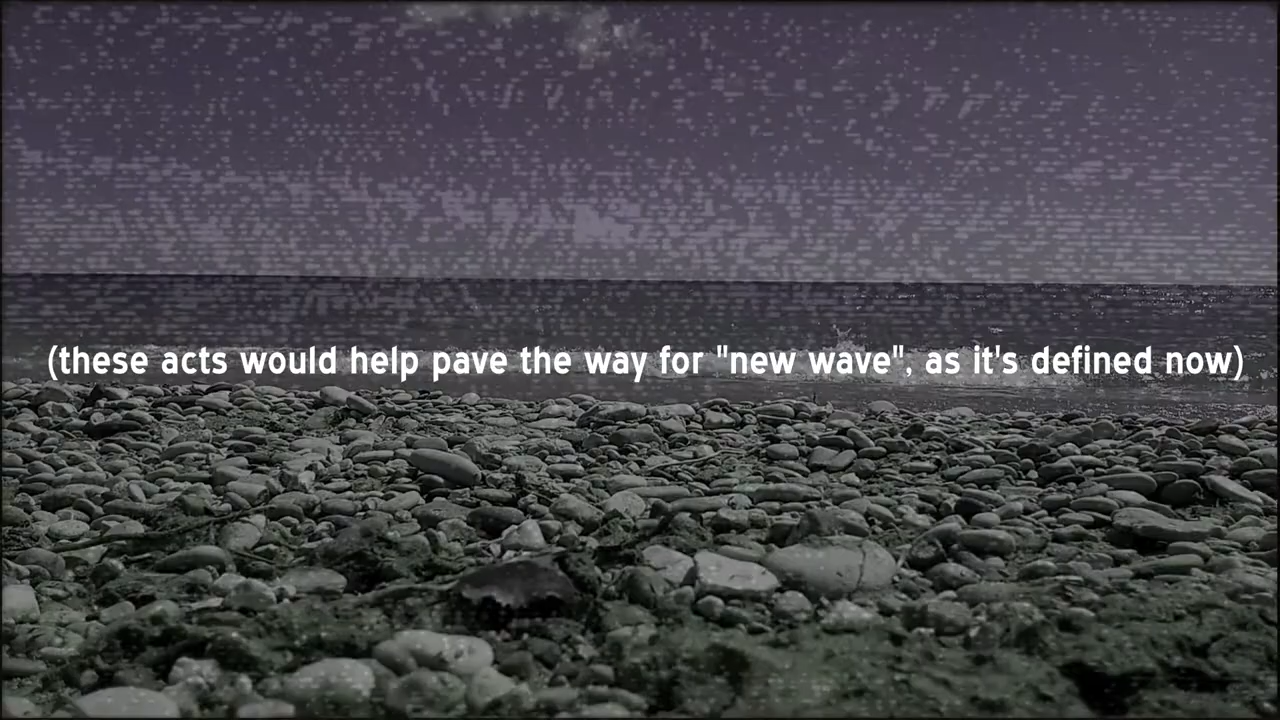 (these acts would help pave the way for "new wave", as it's defined now)